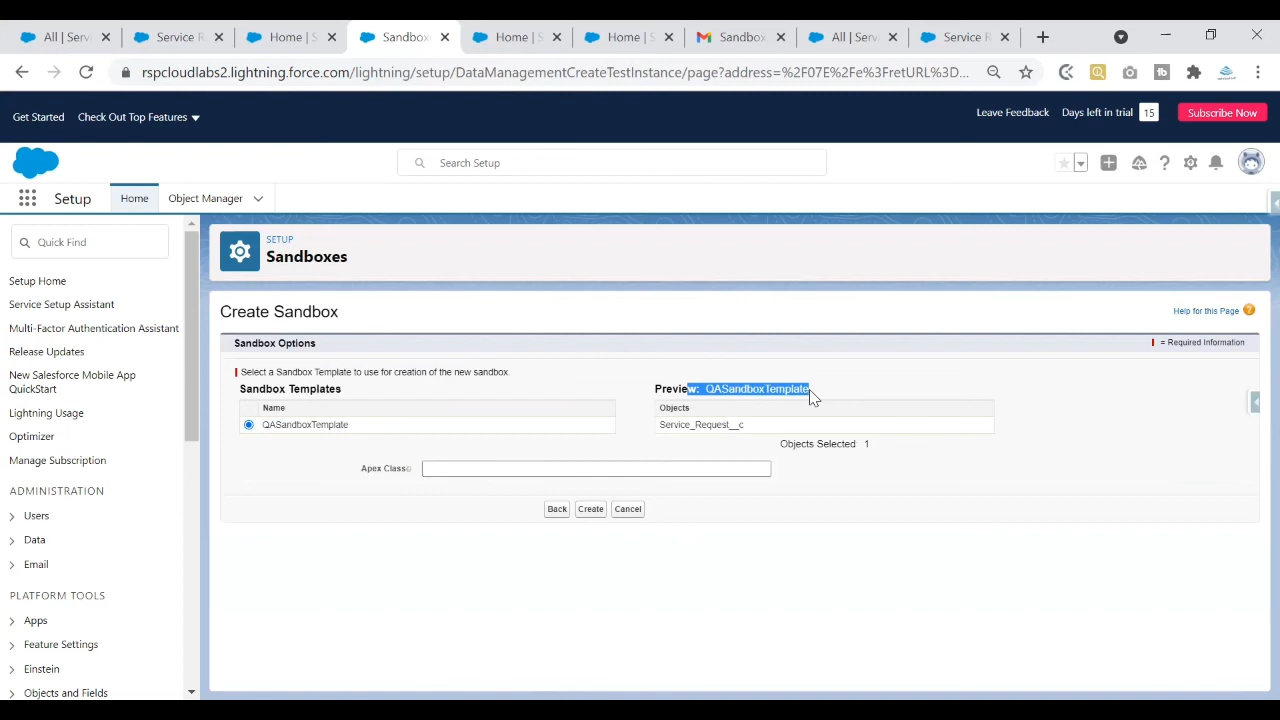 All | Serv
Service R
Home | S
Sandbox
Home | S
Home | S
Sandbox
All | Serv
Service R
rspcloudlabs2.lightning.force.com/lightning/setup/DataManagementCreateTestInstance/page?address=%2F07E%2Fe%3FretURL%3D...
Get Started
Check Out Top Features
Leave Feedback
Days left in trial 15
Subscribe Now
Search Setup
Setup
Home
Object Manager
Quick Find
Setup Home
Service Setup Assistant
Multi-Factor Authentication Assistant
Release Updates
New Salesforce Mobile App
QuickStart
Lightning Usage
Optimizer
Manage Subscription
ADMINISTRATION
Users
Data
Email
PLATFORM TOOLS
Apps
Feature Settings
Einstein
Objects and Fields
SETUP
Sandboxes
Create Sandbox
Help for this Page
Sandbox Options
= Required Information
Select a Sandbox Template to use for creation of the new sandbox.
Sandbox Templates
Name
QASandboxTemplate
Preview: QASandboxTemplate
Objects
Service_Request__c
Objects Selected 1
Apex Class
Back
Create
Cancel